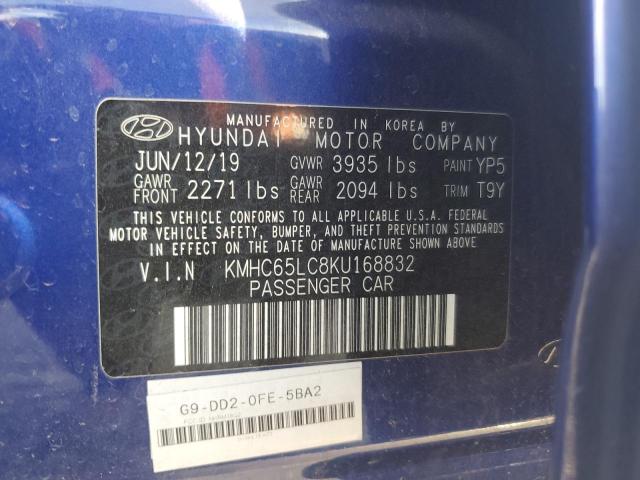 MANUFACTURED IN KOREA BY
HYUNDAI MOTOR COMPANY
JUN/12/19 GVWR 3935 lbs PAINT YP5
GAWR FRONT 2271 lbs GAWR REAR 2094 lbs TRIM T9Y
THIS VEHICLE CONFORMS TO ALL APPLICABLE U.S.A. FEDERAL
MOTOR VEHICLE SAFETY, BUMPER, AND THEFT PREVENTION STANDARDS
IN EFFECT ON THE DATE OF MANUFACTURE SHOWN ABOVE.
V.I.N KMHC65LC8KU168832
PASSENGER CAR
G9-DD2-0FE-5BA2